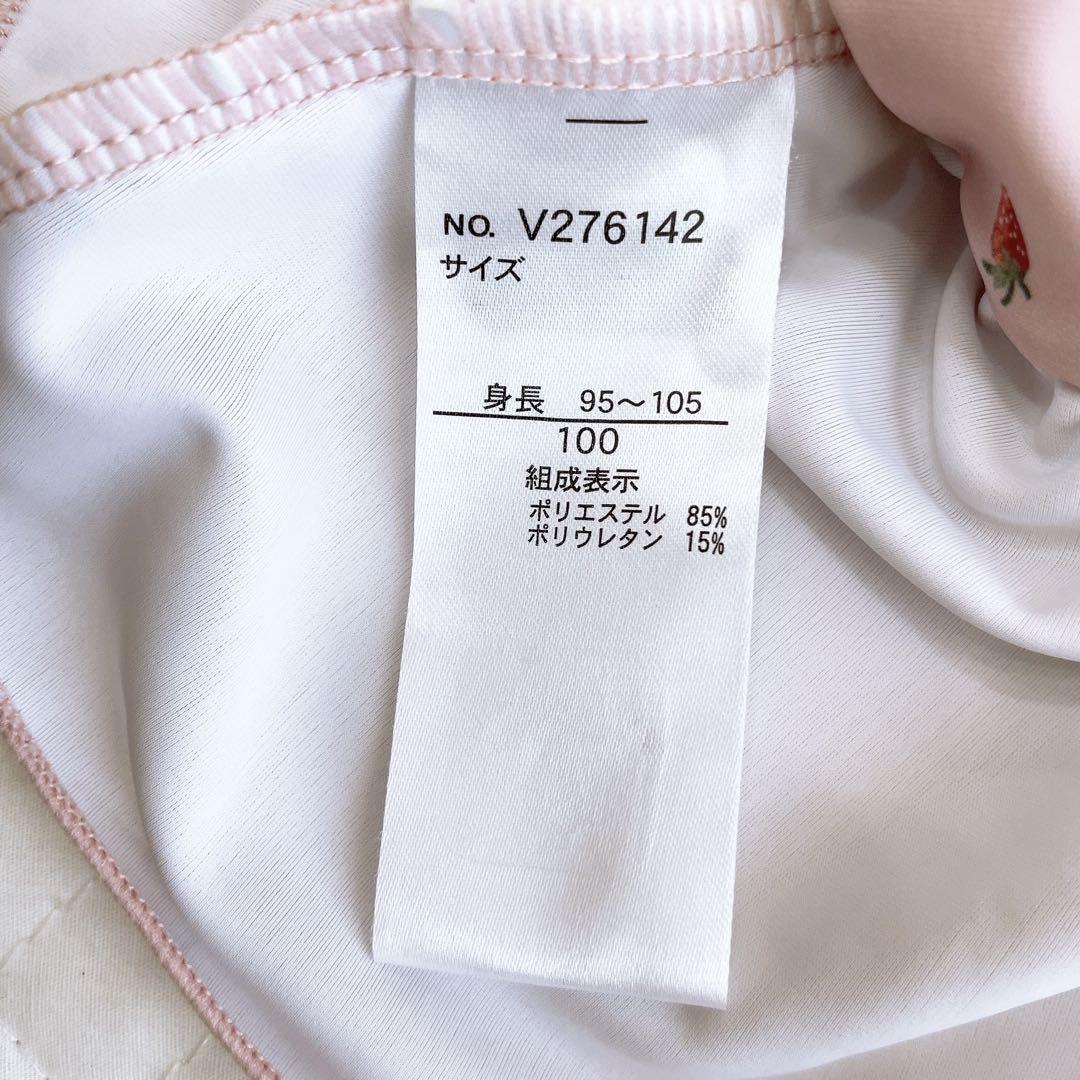 NO. V276142
サイズ
身長 95〜105
100
組成表示
ポリエステル 85%
ポリウレタン 15%